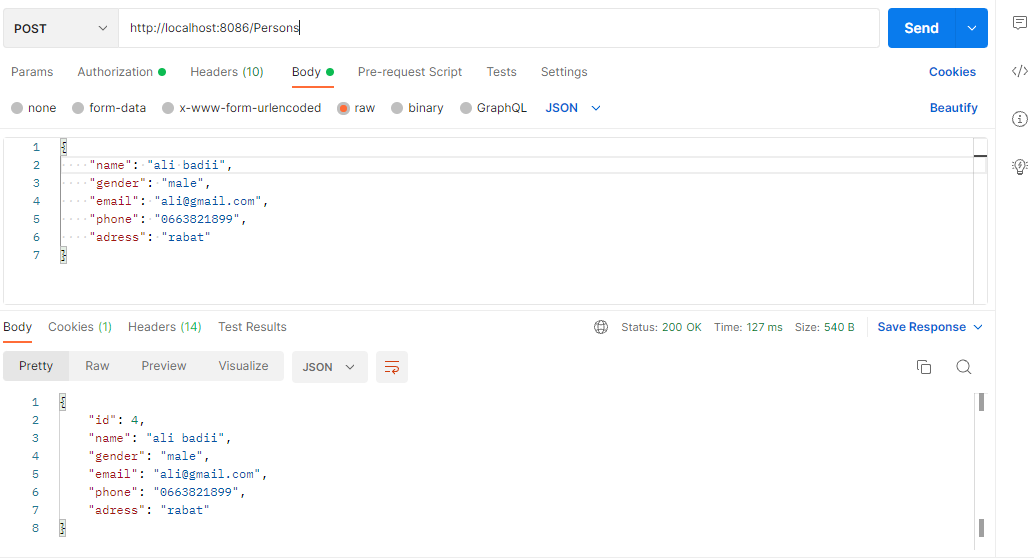 POST http://localhost:8086/Persons Send
Params Authorization Headers (10) Body Pre-request Script Tests Settings Cookies
none form-data x-www-form-urlencoded raw binary GraphQL JSON Beautify
1 {
2 "name": "ali badii",
3 "gender": "male",
4 "email": "ali@gmail.com",
5 "phone": "0663821899",
6 "adress": "rabat"
7 }
Body Cookies (1) Headers (14) Test Results Status: 200 OK Time: 127 ms Size: 540 B Save Response
Pretty Raw Preview Visualize JSON
1 {
2 "id": 4,
3 "name": "ali badii",
4 "gender": "male",
5 "email": "ali@gmail.com",
6 "phone": "0663821899",
7 "adress": "rabat"
8 }